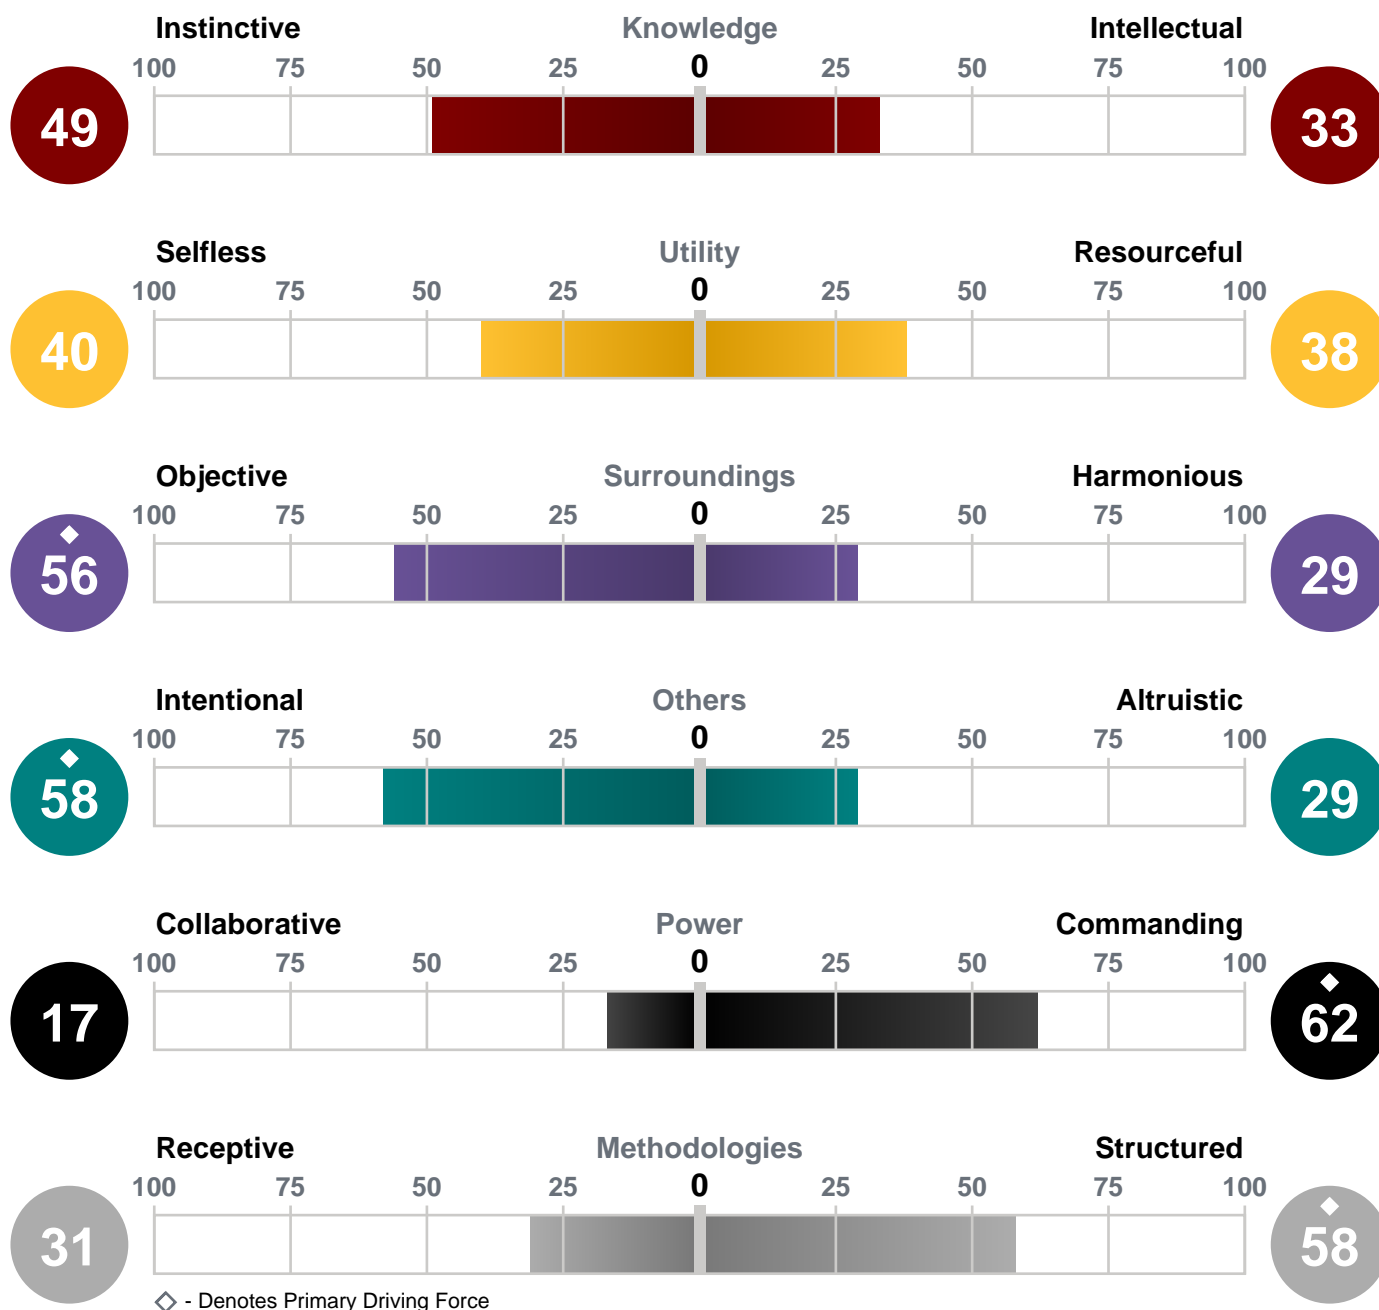 Instinctive Knowledge Intellectual
100 75 50 25 0 25 50 75 100
49 33
Selfless Utility Resourceful
100 75 50 25 0 25 50 75 100
40 38
Objective Surroundings Harmonious
100 75 50 25 0 25 50 75 100
56 29
Intentional Others Altruistic
100 75 50 25 0 25 50 75 100
58 29
Collaborative Power Commanding
100 75 50 25 0 25 50 75 100
17 62
Receptive Methodologies Structured
100 75 50 25 0 25 50 75 100
31 58
- Denotes Primary Driving Force